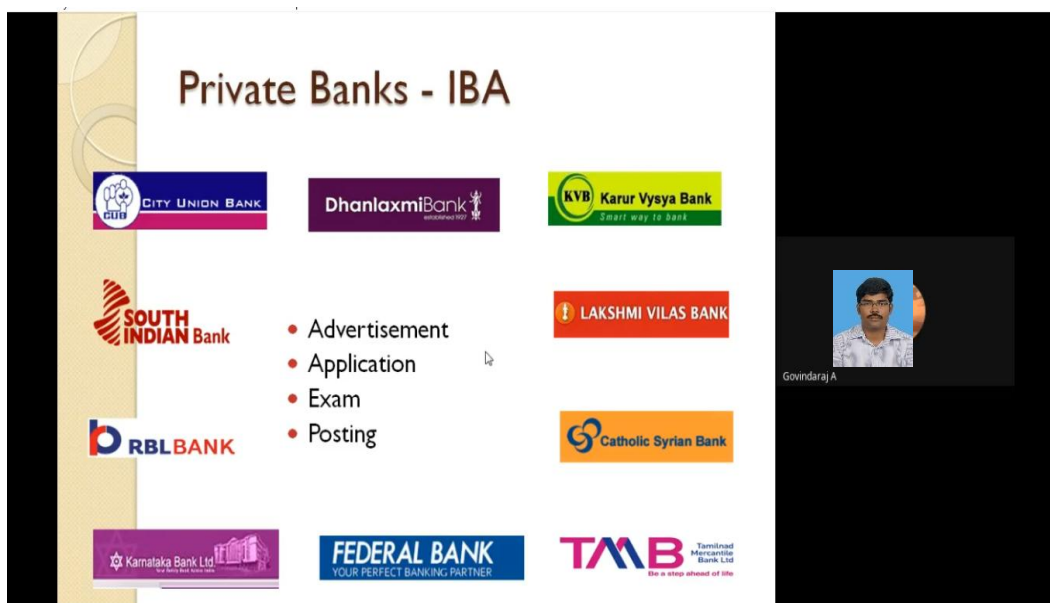 Private Banks - IBA
CUB
CITY UNION BANK
DhanlaxmiBank
established 1927
KVB
Karur Vysya Bank
Smart way to bank
SOUTH
INDIAN Bank
LAKSHMI VILAS BANK
• Advertisement
• Application
• Exam
• Posting
Govindaraj A
RBLBANK
Catholic Syrian Bank
Karnataka Bank Ltd.
FEDERAL BANK
YOUR PERFECT BANKING PARTNER
TMB
Tamilnad
Mercantile
Bank Ltd
Be a step ahead of life